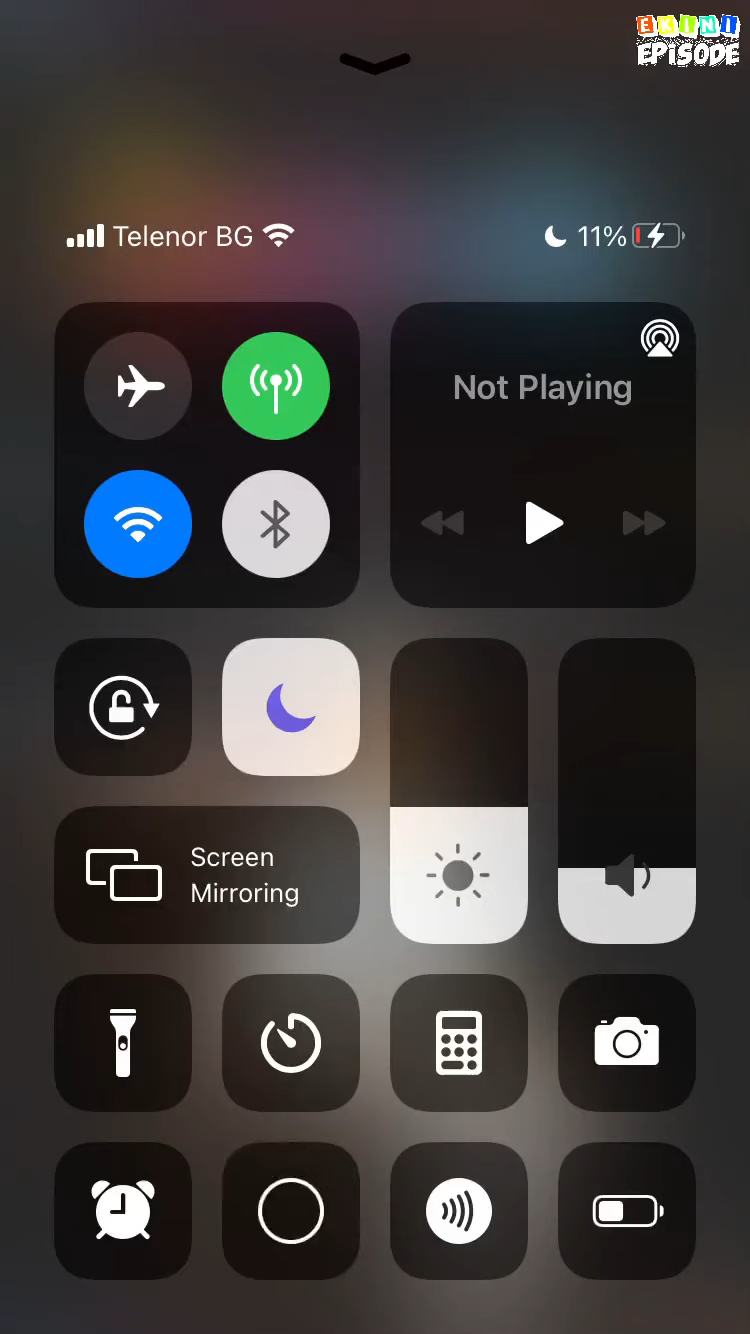 EKINI
EPISODE
Telenor BG
11%
Not Playing
Screen
Mirroring